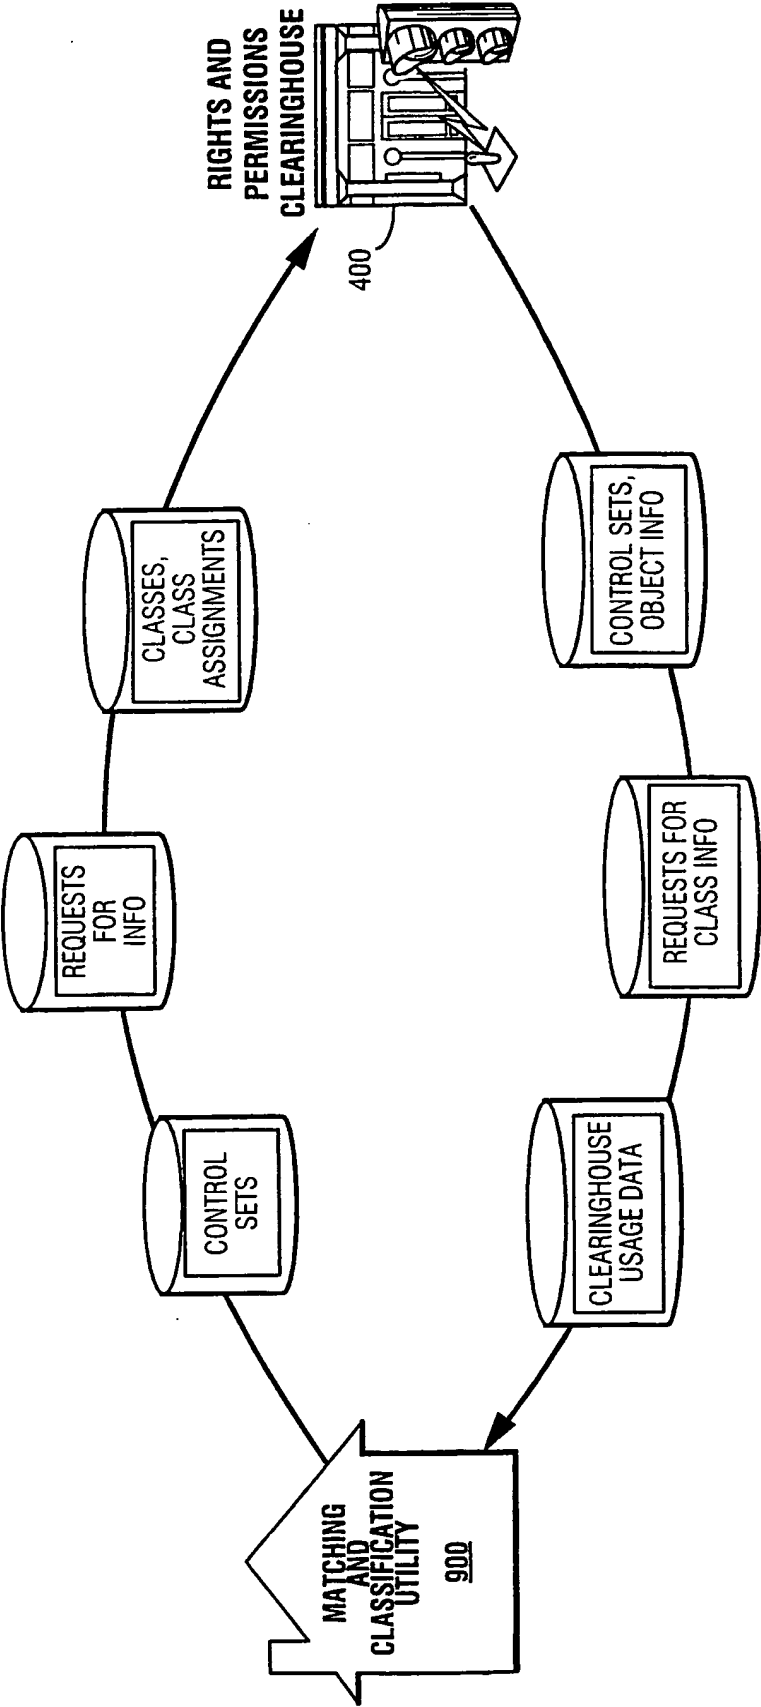 RIGHTS AND
PERMISSIONS
CLEARINGHOUSE
400
CLASSES,
CLASS
ASSIGNMENTS
REQUESTS
FOR
INFO
CONTROL
SETS
MATCHING
AND
CLASSIFICATION
UTILITY
900
CONTROL SETS,
OBJECT INFO
REQUESTS FOR
CLASS INFO
CLEARINGHOUSE
USAGE DATA